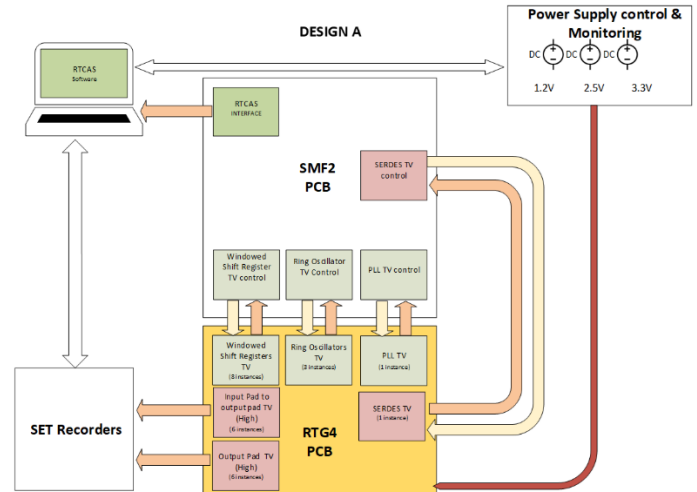 DESIGN A
Power Supply control &
Monitoring
DC
DC
DC
1.2V
2.5V
3.3V
RTCAS
Software
RTCAS
INTERFACE
SERDES TV
control
SMF2
PCB
Windowed
Shift Register
TV control
Ring Oscillator
TV Control
PLL TV control
Windowed
Shift Registers
TV
(8 instances)
Ring Oscillators
TV
(3 instances)
PLL TV
(1 instance)
Input Pad to
output pad TV
(High)
(6 instances)
SERDES TV
(1 instance)
RTG4
PCB
Output Pad TV
(High)
(6 instances)
SET Recorders